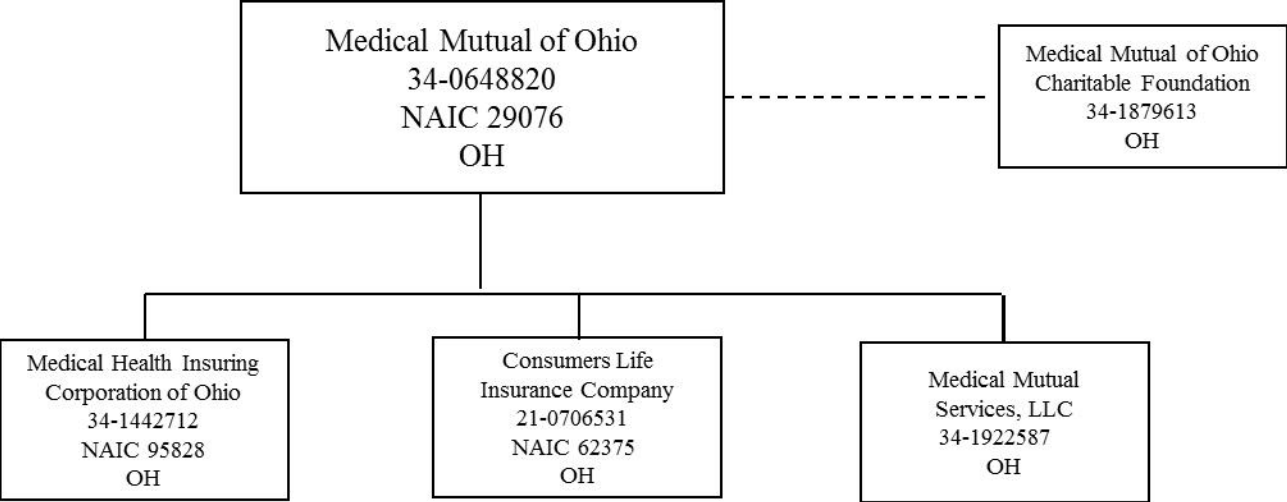 Medical Mutual of Ohio
34-0648820
NAIC 29076
OH
Medical Mutual of Ohio
Charitable Foundation
34-1879613
OH
Medical Health Insuring
Corporation of Ohio
34-1442712
NAIC 95828
OH
Consumers Life
Insurance Company
21-0706531
NAIC 62375
OH
Medical Mutual
Services, LLC
34-1922587
OH